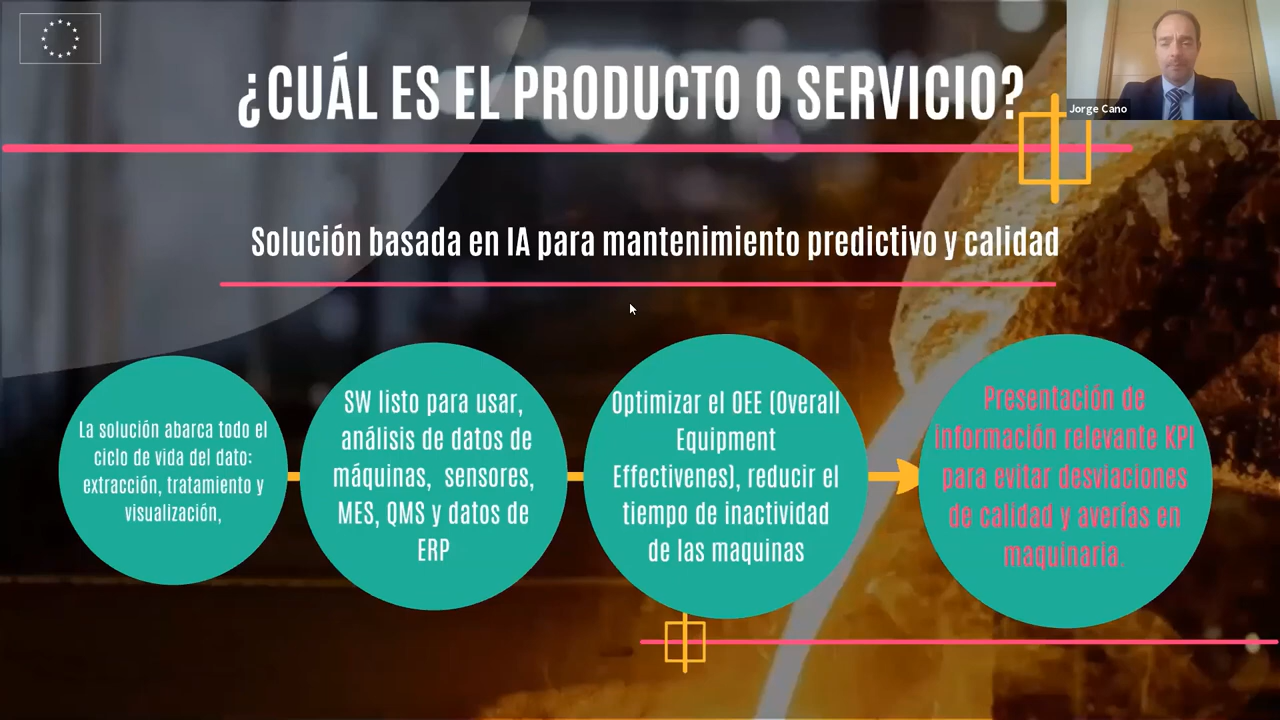 ¿CUÁL ES EL PRODUCTO O SERVICIO?
Jorge Cano
Solución basada en IA para mantenimiento predictivo y calidad
La solución abarca todo el
ciclo de vida del dato:
extracción, tratamiento y
visualización,
SW listo para usar,
análisis de datos de
máquinas, sensores,
MES, QMS y datos de
ERP
Optimizar el OEE (Overall
Equipment
Effectivenes), reducir el
tiempo de inactividad
de las maquinas
Presentación de
información relevante KPI
para evitar desviaciones
de calidad y averías en
maquinaria.